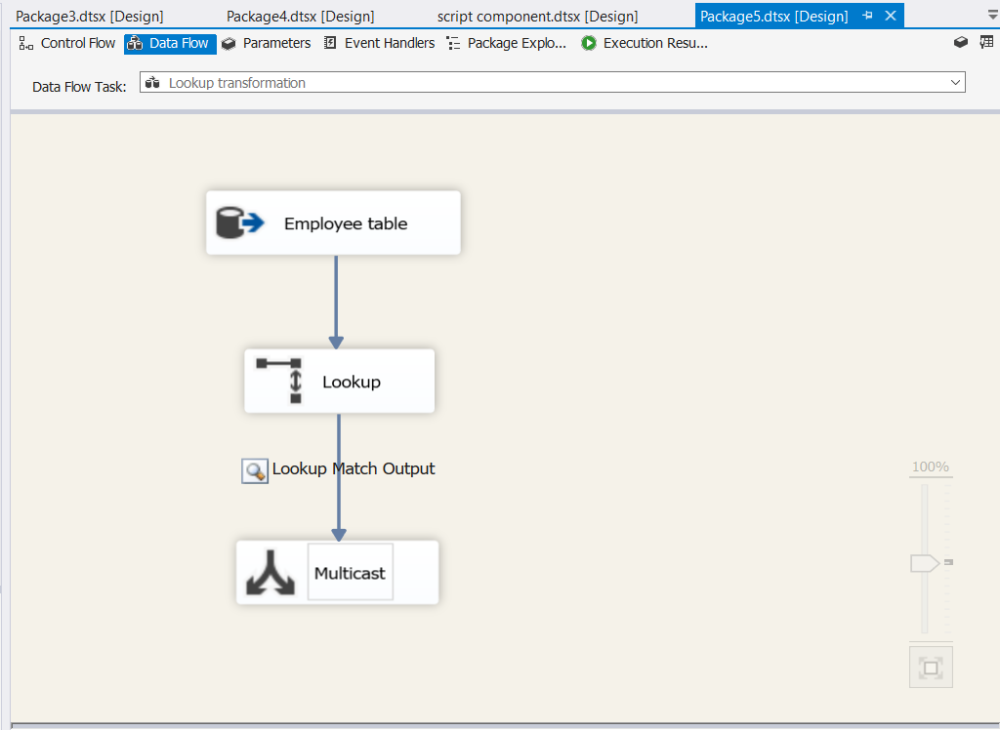 Package3.dtsx [Design] Package4.dtsx [Design] script component.dtsx [Design] Package5.dtsx [Design]
Control Flow Data Flow Parameters Event Handlers Package Explo... Execution Resu...
Data Flow Task: Lookup transformation
Employee table
Lookup
Lookup Match Output
100%
Multicast